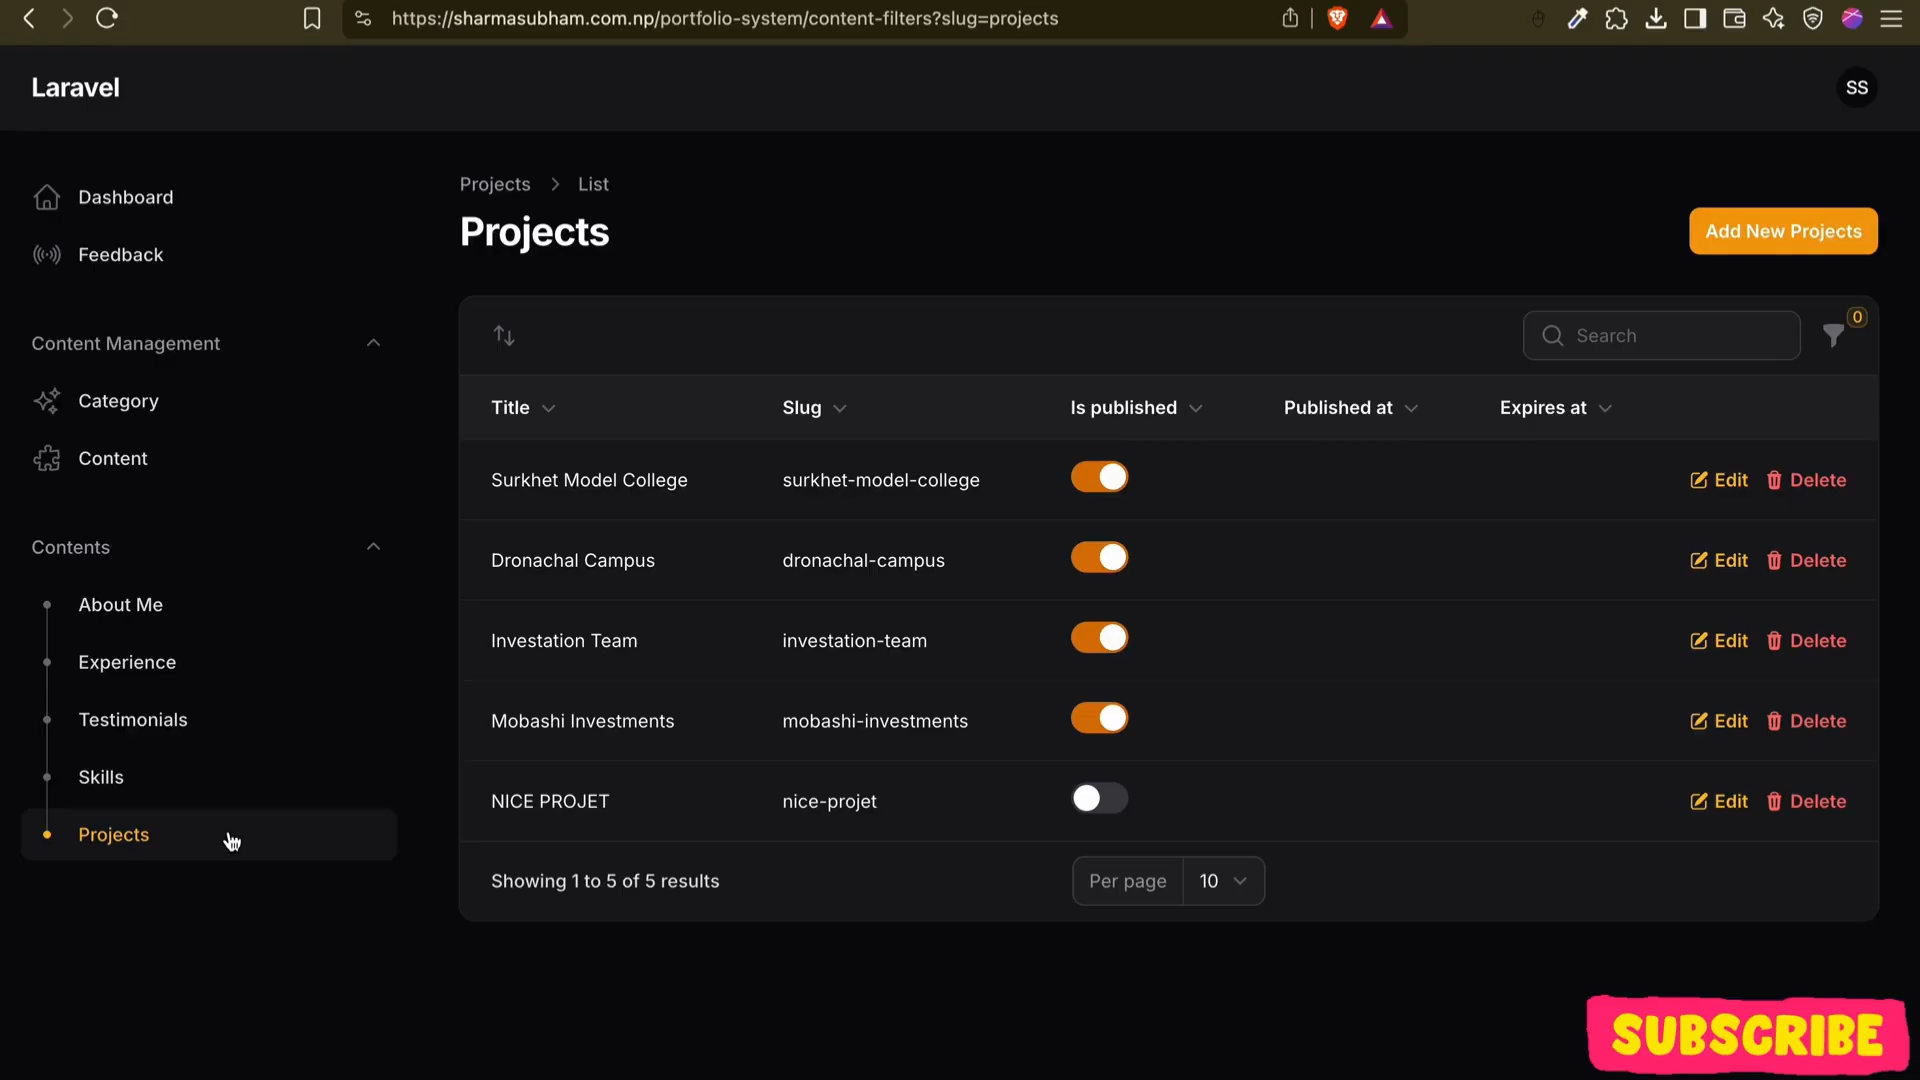 https://sharmasubham.com.np/portfolio-system/content-filters?slug=projects
Laravel
SS
Dashboard
Feedback
Content Management
Category
Content
Contents
About Me
Experience
Testimonials
Skills
Projects
Projects > List
Projects
Add New Projects
Search
0
Title Slug Is published Published at Expires at
Surkhet Model College surkhet-model-college Edit Delete
Dronachal Campus dronachal-campus Edit Delete
Investation Team investation-team Edit Delete
Mobashi Investments mobashi-investments Edit Delete
NICE PROJET nice-projet Edit Delete
Showing 1 to 5 of 5 results
Per page 10
SUBSCRIBE